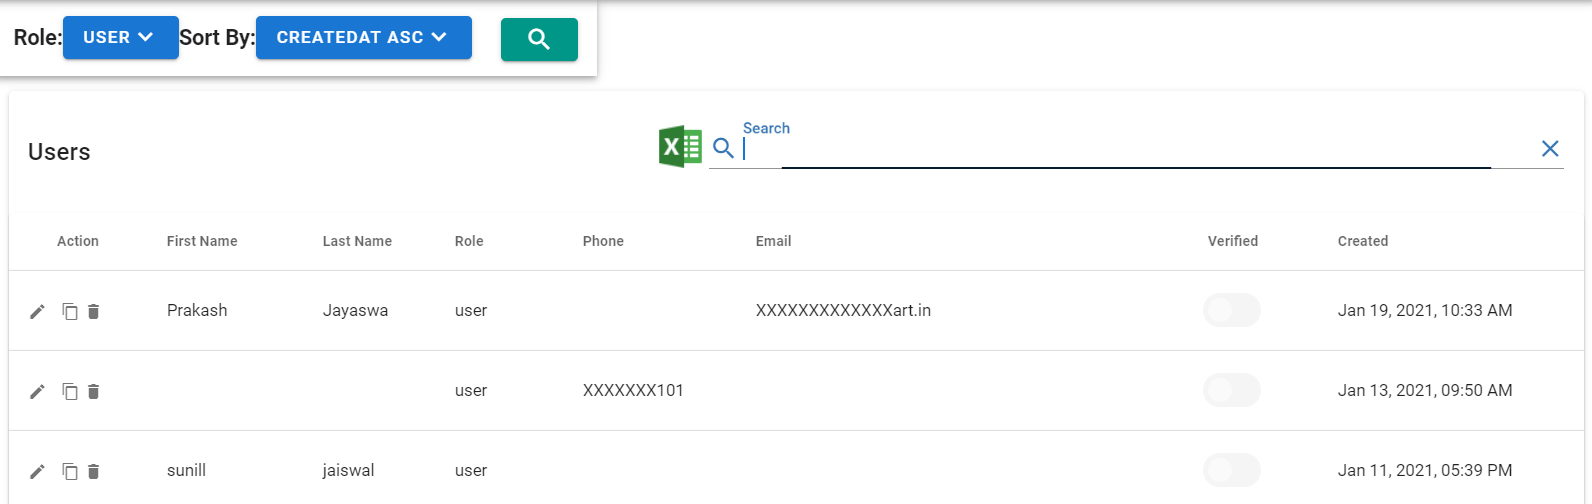 Role: USER Sort By: CREATEDAT ASC
Search
Users
Action First Name Last Name Role Phone Email Verified Created
Prakash Jayaswa user XXXXXXXXXXXXXart.in Jan 19, 2021, 10:33 AM
user XXXXXXX101 Jan 13, 2021, 09:50 AM
sunill jaiswal user Jan 11, 2021, 05:39 PM